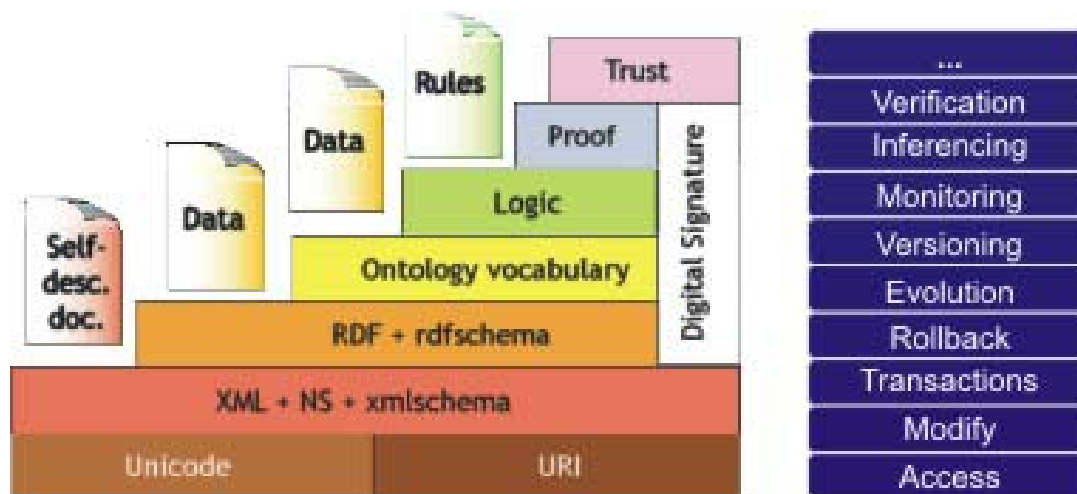 Rules
Trust
Data
Proof
Data
Logic
Self-
desc.
doc.
Ontology vocabulary
RDF + rdfschema
Digital Signature
XML + NS + xmlschema
Unicode
URI
...
Verification
Inferencing
Monitoring
Versioning
Evolution
Rollback
Transactions
Modify
Access